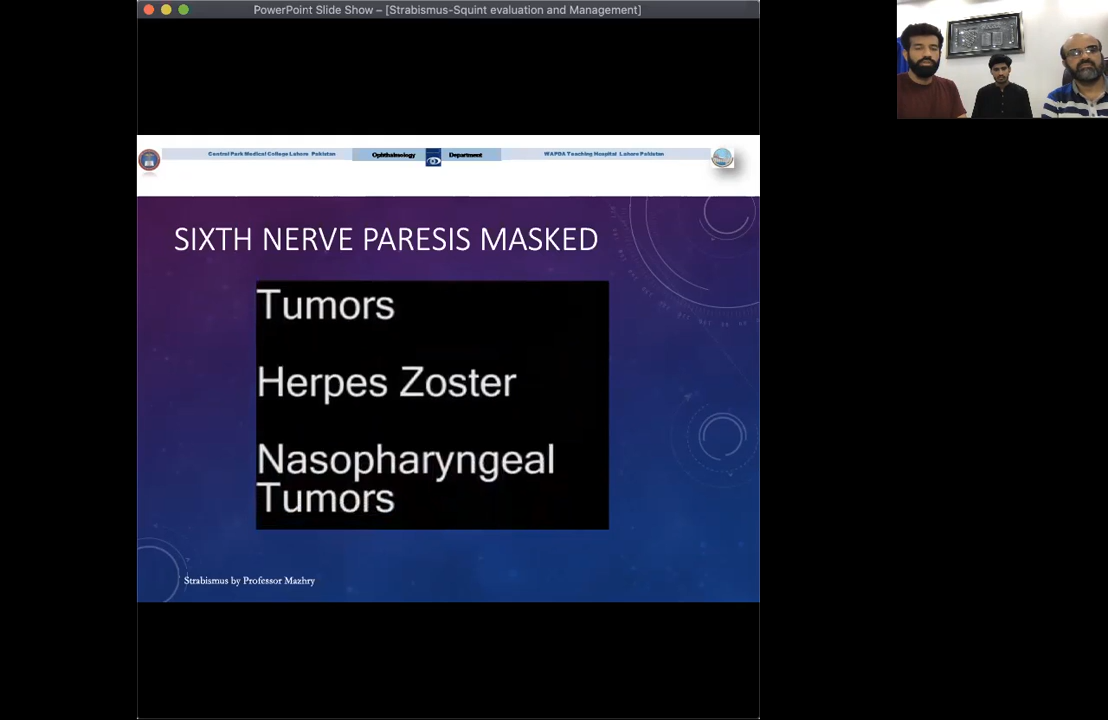 PowerPoint Slide Show – [Strabismus-Squint evaluation and Management]
Central Park Medical College Lahore Pakistan
Ophthalmology Department
WAPDA Teaching Hospital Lahore Pakistan
SIXTH NERVE PARESIS MASKED
Tumors
Herpes Zoster
Nasopharyngeal
Tumors
Strabismus by Professor Mazhry